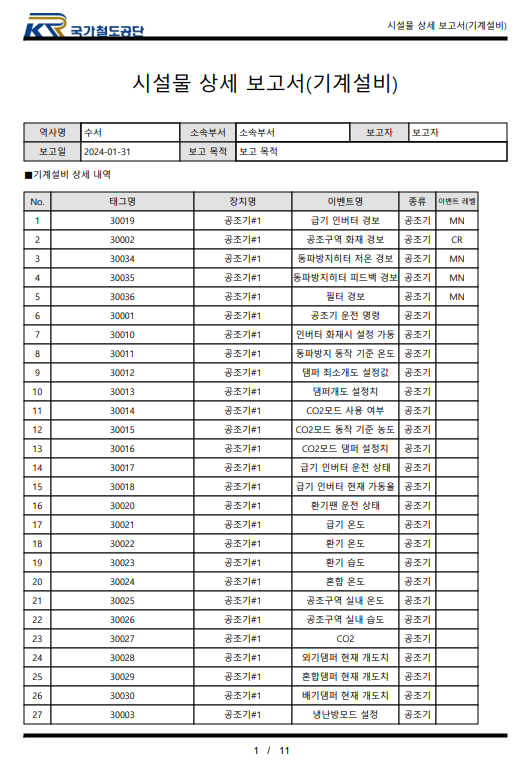 KR 국가철도공단
시설물 상세 보고서(기계설비)
시설물 상세 보고서(기계설비)
역사명 수서 소속부서 소속부서 보고자 보고자
보고일 2024-01-31 보고 목적 보고 목적
■기계설비 상세 내역
No. 태그명 장치명 이벤트명 종류 이벤트 레벨
1 30019 공조기#1 급기 인버터 경보 공조기 MN
2 30002 공조기#1 공조구역 화재 경보 공조기 CR
3 30034 공조기#1 동파방지히터 저온 경보 공조기 MN
4 30035 공조기#1 동파방지히터 피드백 경보 공조기 MN
5 30036 공조기#1 필터 경보 공조기 MN
6 30001 공조기#1 공조기 운전 명령 공조기
7 30010 공조기#1 인버터 화재시 설정 가동 공조기
8 30011 공조기#1 동파방지 동작 기준 온도 공조기
9 30012 공조기#1 댐퍼 최소개도 설정값 공조기
10 30013 공조기#1 댐퍼개도 설정치 공조기
11 30014 공조기#1 CO2모드 사용 여부 공조기
12 30015 공조기#1 CO2모드 동작 기준 농도 공조기
13 30016 공조기#1 CO2모드 댐퍼 설정치 공조기
14 30017 공조기#1 급기 인버터 운전 상태 공조기
15 30018 공조기#1 급기 인버터 현재 가동율 공조기
16 30020 공조기#1 환기팬 운전 상태 공조기
17 30021 공조기#1 급기 온도 공조기
18 30022 공조기#1 환기 온도 공조기
19 30023 공조기#1 환기 습도 공조기
20 30024 공조기#1 혼합 온도 공조기
21 30025 공조기#1 공조구역 실내 온도 공조기
22 30026 공조기#1 공조구역 실내 습도 공조기
23 30027 공조기#1 CO2 공조기
24 30028 공조기#1 외기댐퍼 현재 개도치 공조기
25 30029 공조기#1 혼합댐퍼 현재 개도치 공조기
26 30030 공조기#1 배기댐퍼 현재 개도치 공조기
27 30003 공조기#1 냉난방모드 설정 공조기
1 / 11